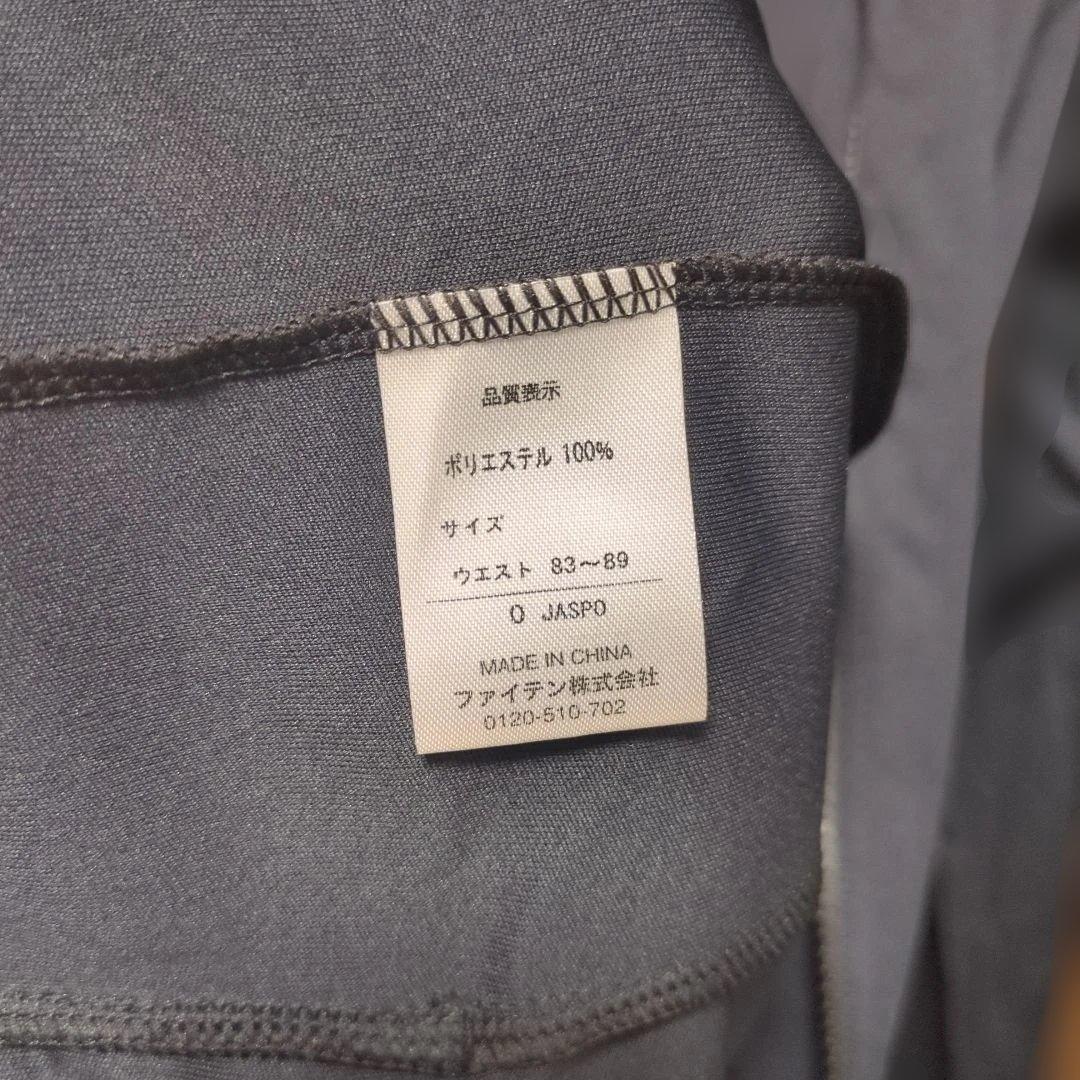 品質表示
ポリエステル 100%
サイズ
ウエスト 83〜89
O JASPO
MADE IN CHINA
ファイテン株式会社
0120-510-702